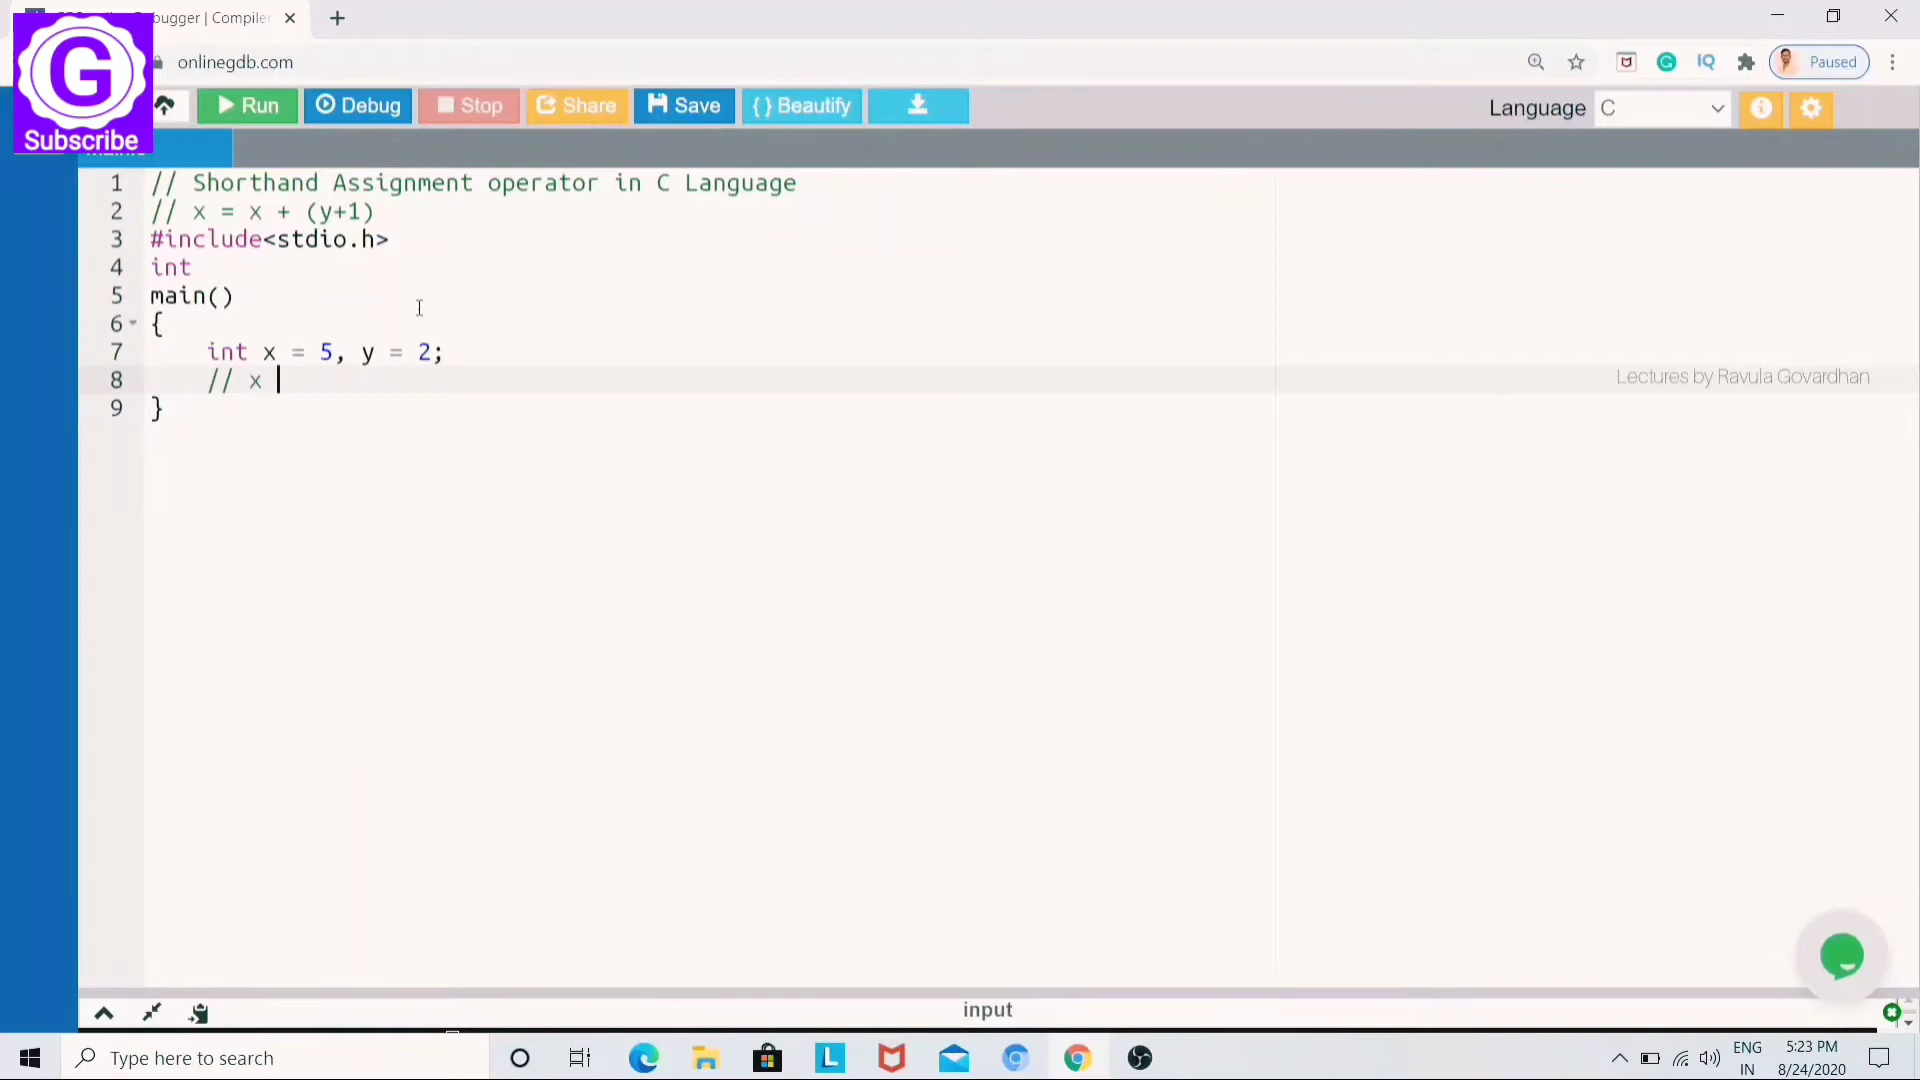 bugger | Compiler
G
Subscribe
onlinegdb.com
IQ
Paused
Run
Debug
Stop
Share
Save
{ } Beautify
Language C
1 // Shorthand Assignment operator in C Language
2 // x = x + (y+1)
3 #include<stdio.h>
4 int
5 main()
6 {
7 int x = 5, y = 2;
8 // x
9 }
Lectures by Ravula Govardhan
input
Type here to search
L
ENG
IN
5:23 PM
8/24/2020